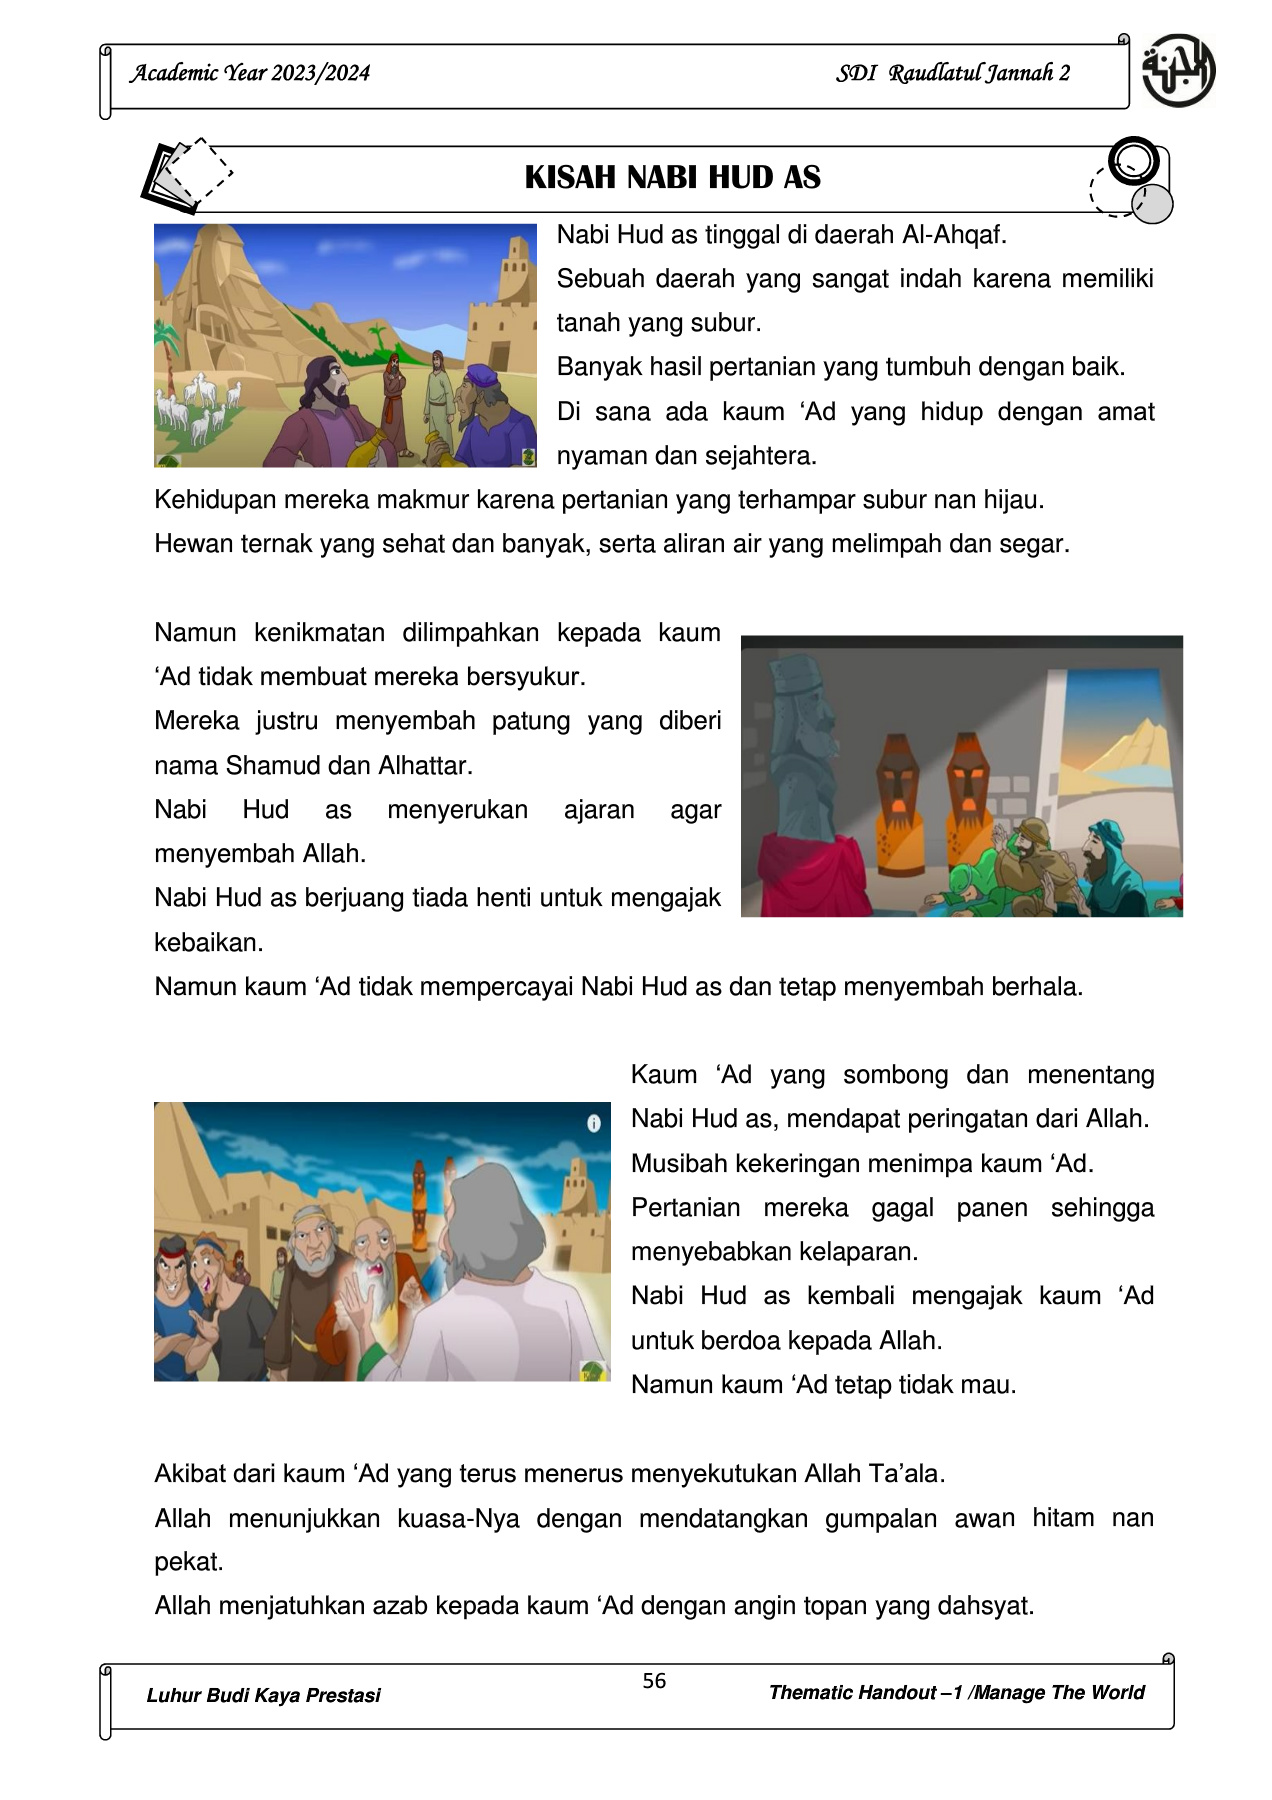 Academic Year 2023/2024
SDI Raudlatul Jannah 2
KISAH NABI HUD AS
Nabi Hud as tinggal di daerah Al-Ahqaf.
Sebuah daerah yang sangat indah karena memiliki
tanah yang subur.
Banyak hasil pertanian yang tumbuh dengan baik.
Di sana ada kaum ‘Ad yang hidup dengan amat
nyaman dan sejahtera.
Kehidupan mereka makmur karena pertanian yang terhampar subur nan hijau.
Hewan ternak yang sehat dan banyak, serta aliran air yang melimpah dan segar.
Namun kenikmatan dilimpahkan kepada kaum
‘Ad tidak membuat mereka bersyukur.
Mereka justru menyembah patung yang diberi
nama Shamud dan Alhattar.
Nabi Hud as menyerukan ajaran agar
menyembah Allah.
Nabi Hud as berjuang tiada henti untuk mengajak
kebaikan.
Namun kaum ‘Ad tidak mempercayai Nabi Hud as dan tetap menyembah berhala.
Kaum ‘Ad yang sombong dan menentang
Nabi Hud as, mendapat peringatan dari Allah.
Musibah kekeringan menimpa kaum ‘Ad.
Pertanian mereka gagal panen sehingga
menyebabkan kelaparan.
Nabi Hud as kembali mengajak kaum ‘Ad
untuk berdoa kepada Allah.
Namun kaum ‘Ad tetap tidak mau.
Akibat dari kaum ‘Ad yang terus menerus menyekutukan Allah Ta’ala.
Allah menunjukkan kuasa-Nya dengan mendatangkan gumpalan awan hitam nan
pekat.
Allah menjatuhkan azab kepada kaum ‘Ad dengan angin topan yang dahsyat.
Luhur Budi Kaya Prestasi
56
Thematic Handout –1 /Manage The World